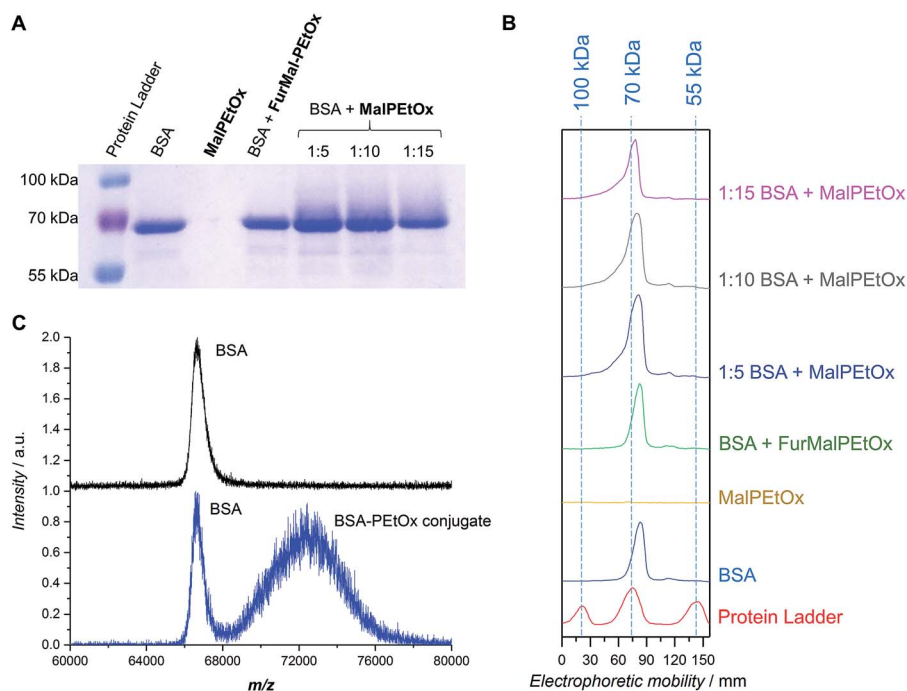 A
Protein Ladder
BSA
MalPEtOx
BSA + FurMal-PEtOx
BSA + MalPEtOx
1:5 1:10 1:15
100 kDa
70 kDa
55 kDa
B
100 kDa
70 kDa
55 kDa
1:15 BSA + MalPEtOx
1:10 BSA + MalPEtOx
1:5 BSA + MalPEtOx
BSA + FurMalPEtOx
MalPEtOx
BSA
Protein Ladder
0 30 60 90 120 150
Electrophoretic mobility / mm
C
2.0
1.8
1.6
1.4
1.2
1.0
0.8
0.6
0.4
0.2
0.0
Intensity / a.u.
BSA
BSA
BSA-PEtOx conjugate
60000 64000 68000 72000 76000 80000
m/z